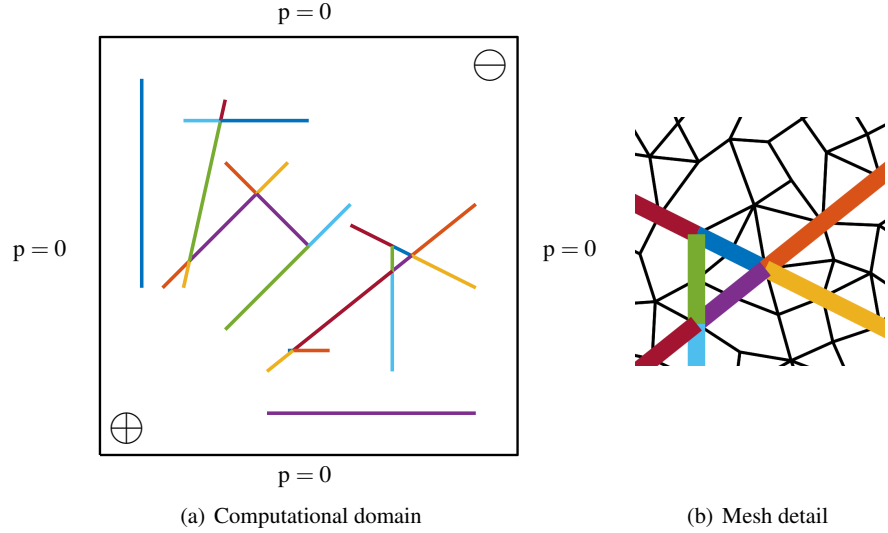 p = 0
p = 0
p = 0
p = 0
(a) Computational domain
(b) Mesh detail